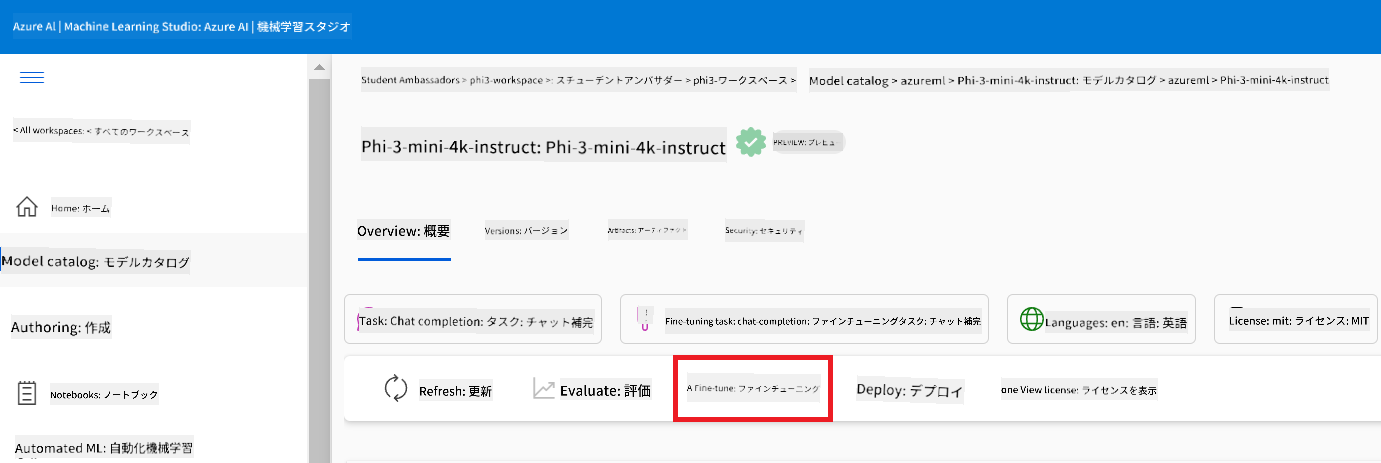 Azure Al | Machine Learning Studio: Azure AI | 機械学習スタジオ
Student Ambassadors > phi3-workspace >: スチューデントアンバサダー > phi3-ワークスペース >
Model catalog > azureml > Phi-3-mini-4k-instruct: モデルカタログ > azureml > Phi-3-mini-4k-instruct
< All workspaces: < すべてのワークスペース
Phi-3-mini-4k-instruct: Phi-3-mini-4k-instruct
PREVIEW: プレビュー
Home: ホーム
Overview: 概要
Versions: バージョン
Artifacts: アーティファクト
Security: セキュリティ
Model catalog: モデルカタログ
Authoring: 作成
Task: Chat completion: タスク: チャット補完
Fine-tuning task: chat-completion: ファインチューニングタスク: チャット補完
Languages: en: 言語: 英語
License: mit: ライセンス: MIT
Notebooks: ノートブック
Refresh: 更新
Evaluate: 評価
A Fine-tune: ファインチューニング
Deploy: デプロイ
one View license: ライセンスを表示
Automated ML: 自動化機械学習